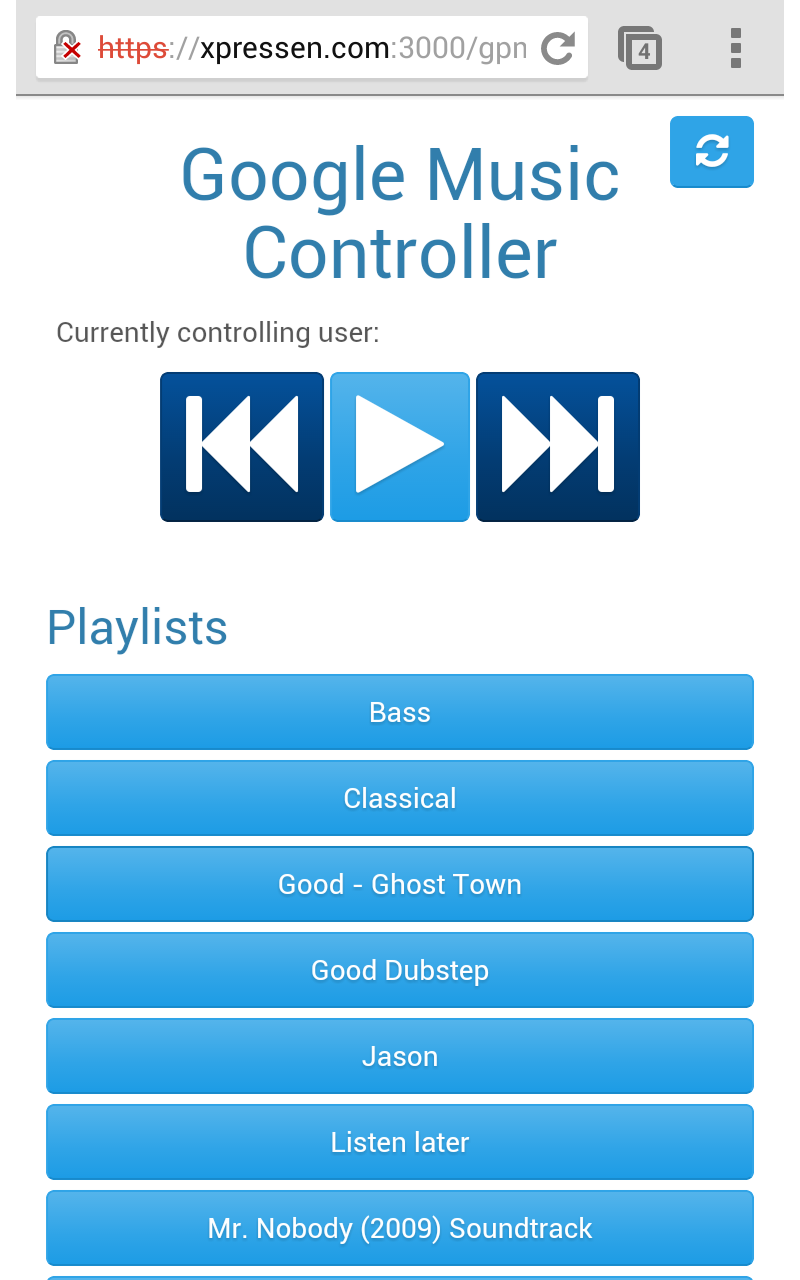 https://xpressen.com:3000/gpn
4
Google Music
Controller
Currently controlling user:
Playlists
Bass
Classical
Good - Ghost Town
Good Dubstep
Jason
Listen later
Mr. Nobody (2009) Soundtrack